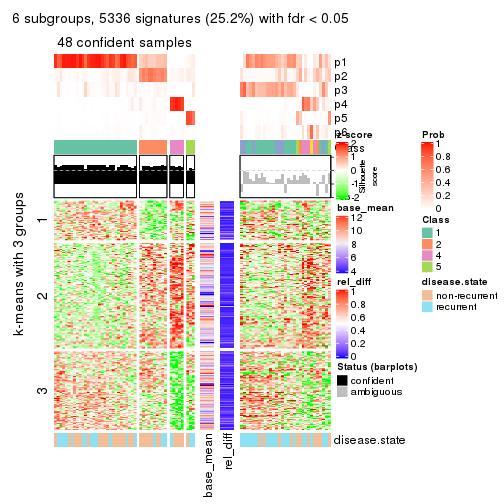 6 subgroups, 5336 signatures (25.2%) with fdr < 0.05
48 confident samples
p1
p2
p3
p4
p5
p6
z-score
2
1
0
-1
-2
Class
Silhouette
score
Prob
1
0.8
0.6
0.4
0.2
0
base_mean
12
10
8
6
4
Class
1
2
4
5
rel_diff
1
0.8
0.6
0.4
0.2
0
disease.state
non-recurrent
recurrent
Status (barplots)
confident
ambiguous
k-means with 3 groups
1
2
3
disease.state
base_mean
rel_diff